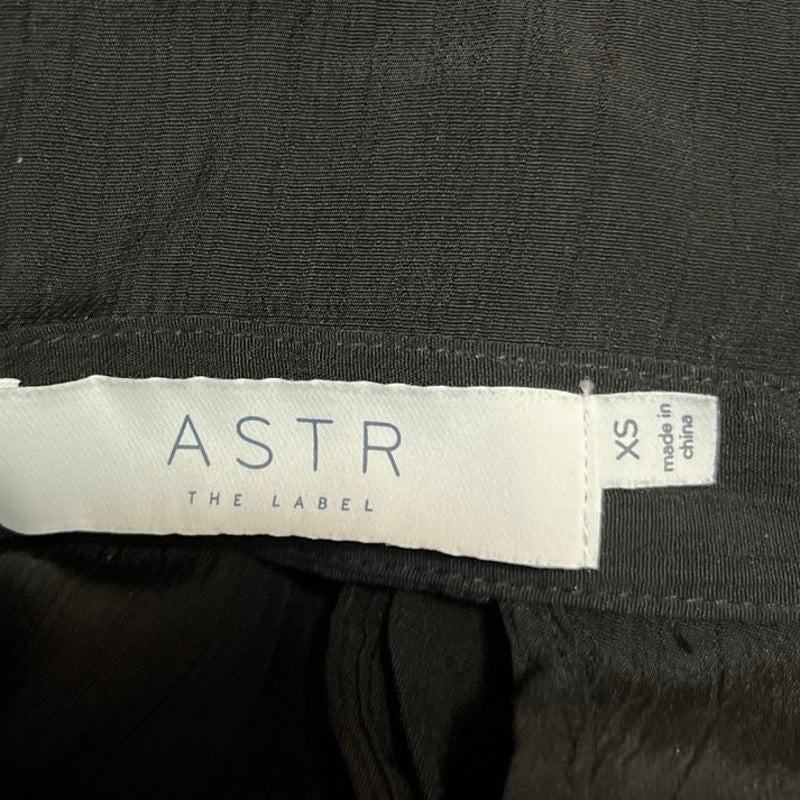 ASTR
THE LABEL
XS
made in
china